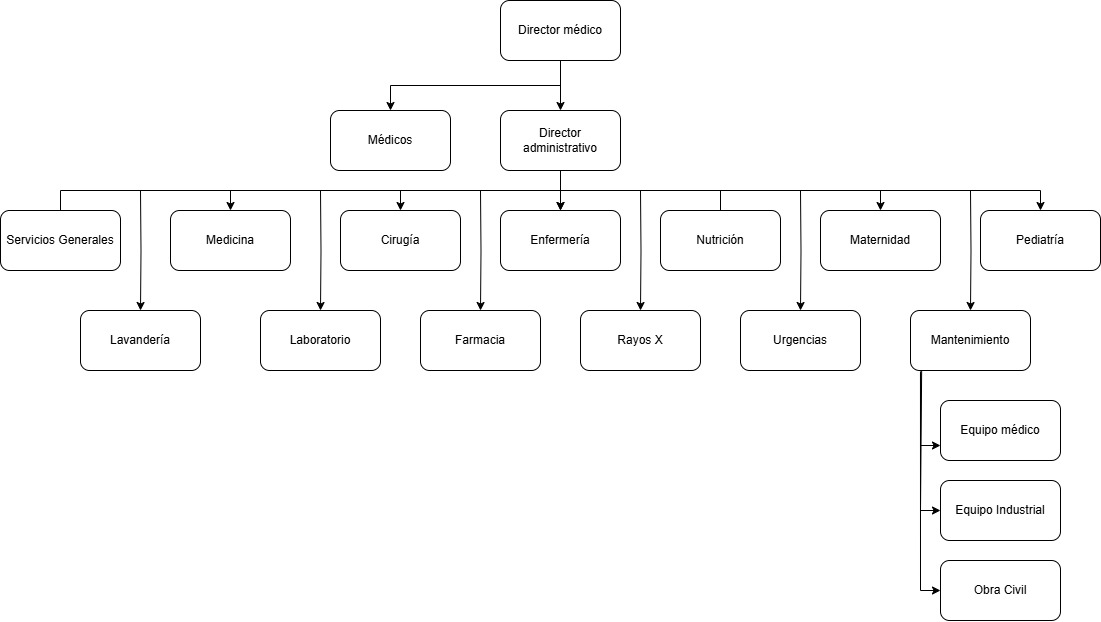 Director médico
Médicos
Director
administrativo
Servicios Generales
Medicina
Cirugía
Enfermería
Nutrición
Maternidad
Pediatría
Lavandería
Laboratorio
Farmacia
Rayos X
Urgencias
Mantenimiento
Equipo médico
Equipo Industrial
Obra Civil